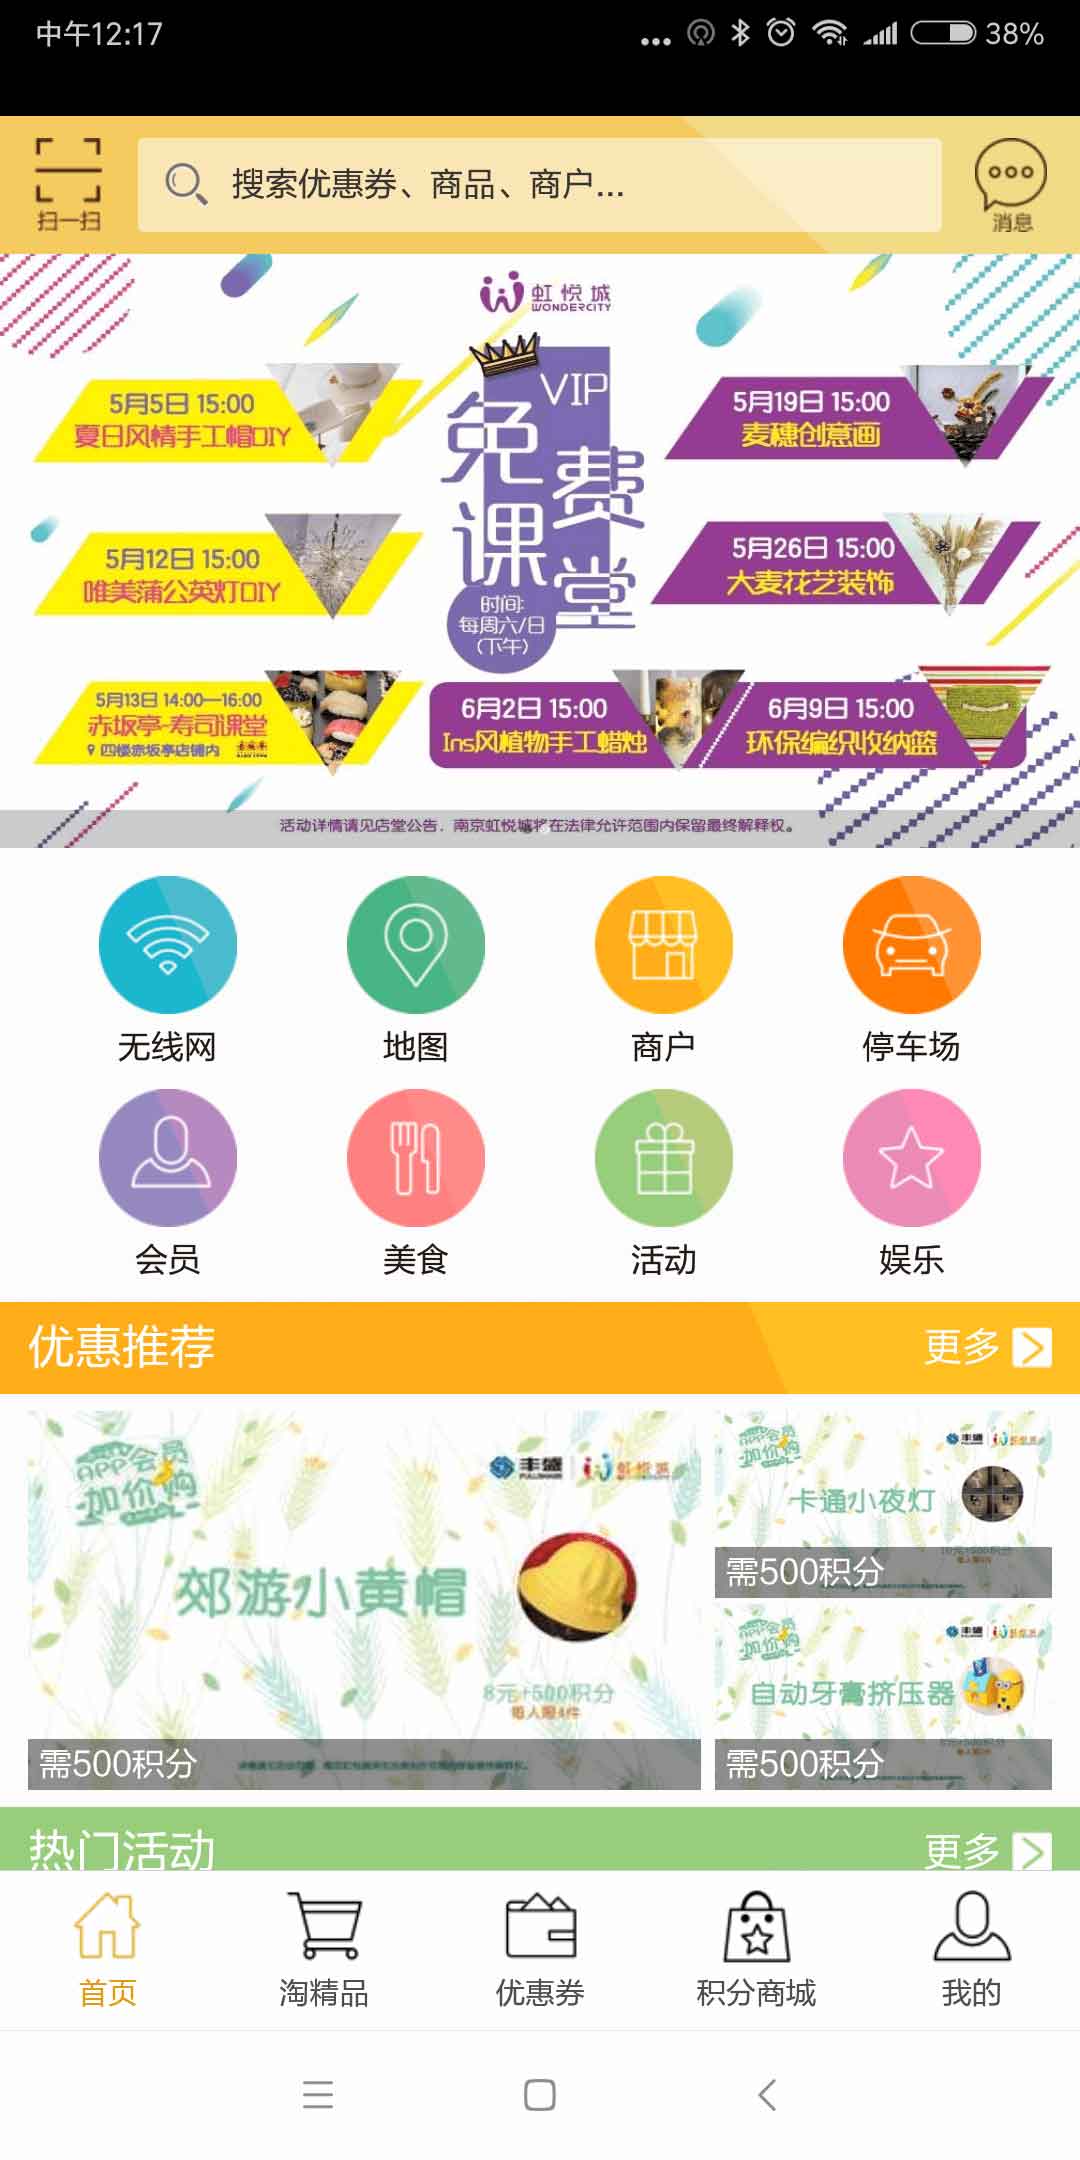 中午12:17
38%
扫一扫
搜索优惠券、商品、商户...
消息
虹悦城
WONDERCITY
VIP
免费课堂
时间:
每周六/日
(下午)
5月5日 15:00
夏日风情手工帽DIY
5月19日 15:00
麦穗创意画
5月12日 15:00
唯美蒲公英灯DIY
5月26日 15:00
大麦花艺装饰
5月13日 14:00—16:00
赤坂亭-寿司课堂
四楼赤坂亭店铺内
6月2日 15:00
Ins风植物手工蜡烛
6月9日 15:00
环保编织收纳篮
活动详情请见店堂公告，南京虹悦城将在法律允许范围内保留最终解释权。
无线网
地图
商户
停车场
会员
美食
活动
娱乐
优惠推荐
更多
APP会员
加价购
丰盛
虹悦城
郊游小黄帽
8元+500积分
每人限4件
需500积分
APP会员
加价购
丰盛
卡通小夜灯
需500积分
APP会员
加价购
丰盛
自动牙膏挤压器
需500积分
热门活动
更多
首页
淘精品
优惠券
积分商城
我的